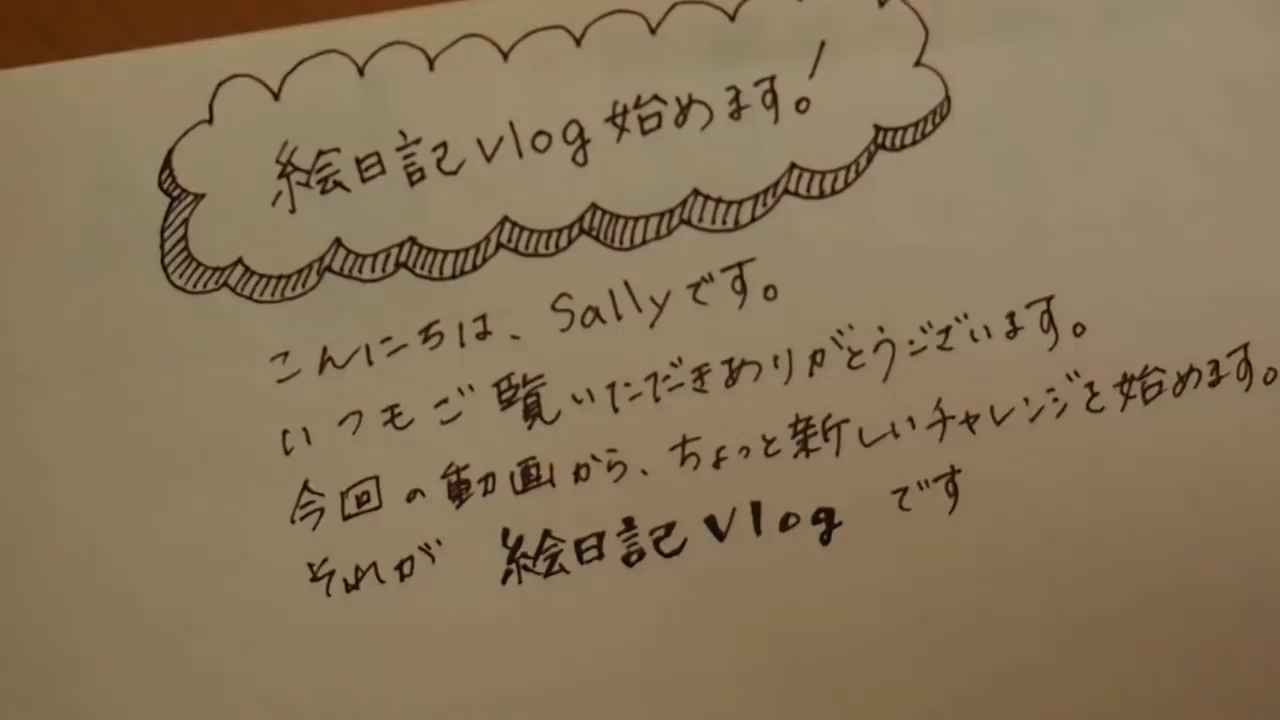 絵日記Vlog始めます!
こんにちは、Sallyです。
いつもご覧いただきありがとうございます。
今回の動画から、ちょっと新しいチャレンジを始めます。
それが 絵日記Vlog です